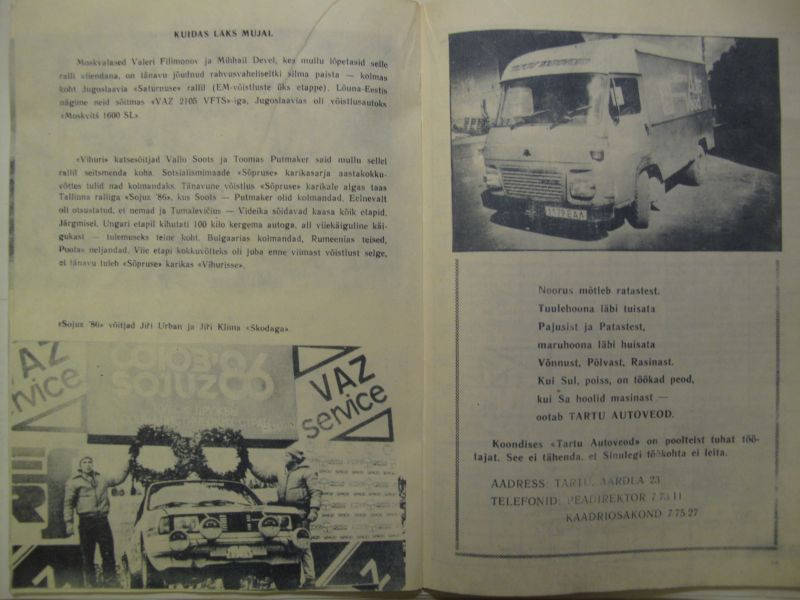 KUIDAS LÄKS MUJAL
Moskvalased Valeri Filimonov ja Mihhail Devel, kes mullu lõpetasid selle
ralli viiendana, on tänavu jõudnud rahvusvaheliseltki silma paista — kolmas
koht Jugoslaavia «Saturnuse» rallil (EM-võistluste üks etappe). Lõuna-Eestis
nägime neid sõitmas «VAZ 2105 VFTS»-iga, Jugoslaavias oli võistlusautoks
«Moskvitš 1600 SL».
«Vihuri» katsesõitjad Vallo Soots ja Toomas Putmaker said mullu sellel
rallil seitsmenda koha. Sotsialismimaade «Sõpruse» karikasarja aastakokku-
võttes tulid nad kolmandaks. Tänavune võistlus «Sõpruse» karikale algas taas
Tallinna ralliga «Sojuz '86», kus Soots — Putmaker olid kolmandad. Eelnevalt
oli otsustatud, et nemad ja Tumalevičius — Videika sõidavad kaasa kõik etapid.
Järgmisel, Ungari etapil kihutati 100 kilo kergema autoga, all viiekäiguline käi-
gukast — tulemuseks teine koht. Bulgaarias kolmandad, Rumeenias teised,
Poolas neljandad. Viie etapi kokkuvõtteks oli juba enne viimast võistlust selge,
et tänavu tuleb «Sõpruse» karikas «Vihurisse».
«Sojuz '86» võitjad Jiři Urban ja Jiři Klima «Škodaga».
VAZ
service
SOJUZ 86
VAZ
service
Noorus mõtleb ratastest.
Tuulehoona läbi tuisata
Pajusist ja Patastest,
maruhoona läbi huisata
Võnnust, Põlvast, Rasinast.
Kui Sul, poiss, on töökad peod,
kui Sa hoolid masinast —
ootab TARTU AUTOVEOD.
Koondises «Tartu Autoveod» on poolteist tuhat töö-
tajat. See ei tähenda, et Sinulegi töökohta ei leita.
AADRESS: TARTU, AARDLA 23
TELEFONID: PEADIREKTOR 7 73 11
KAADRIOSAKOND 7 75 27